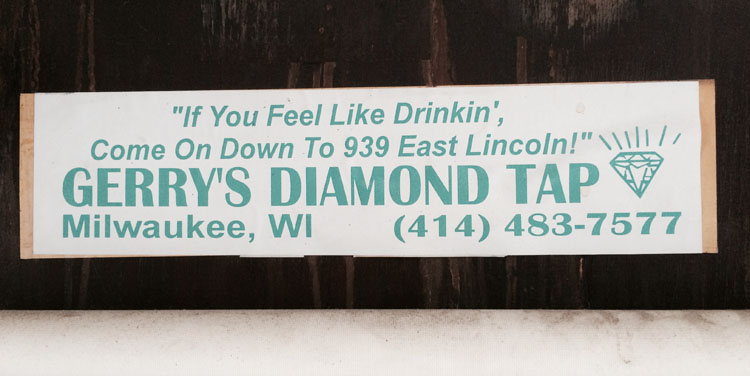 "If You Feel Like Drinkin',
Come On Down To 939 East Lincoln!"
GERRY'S DIAMOND TAP
Milwaukee, WI (414) 483-7577